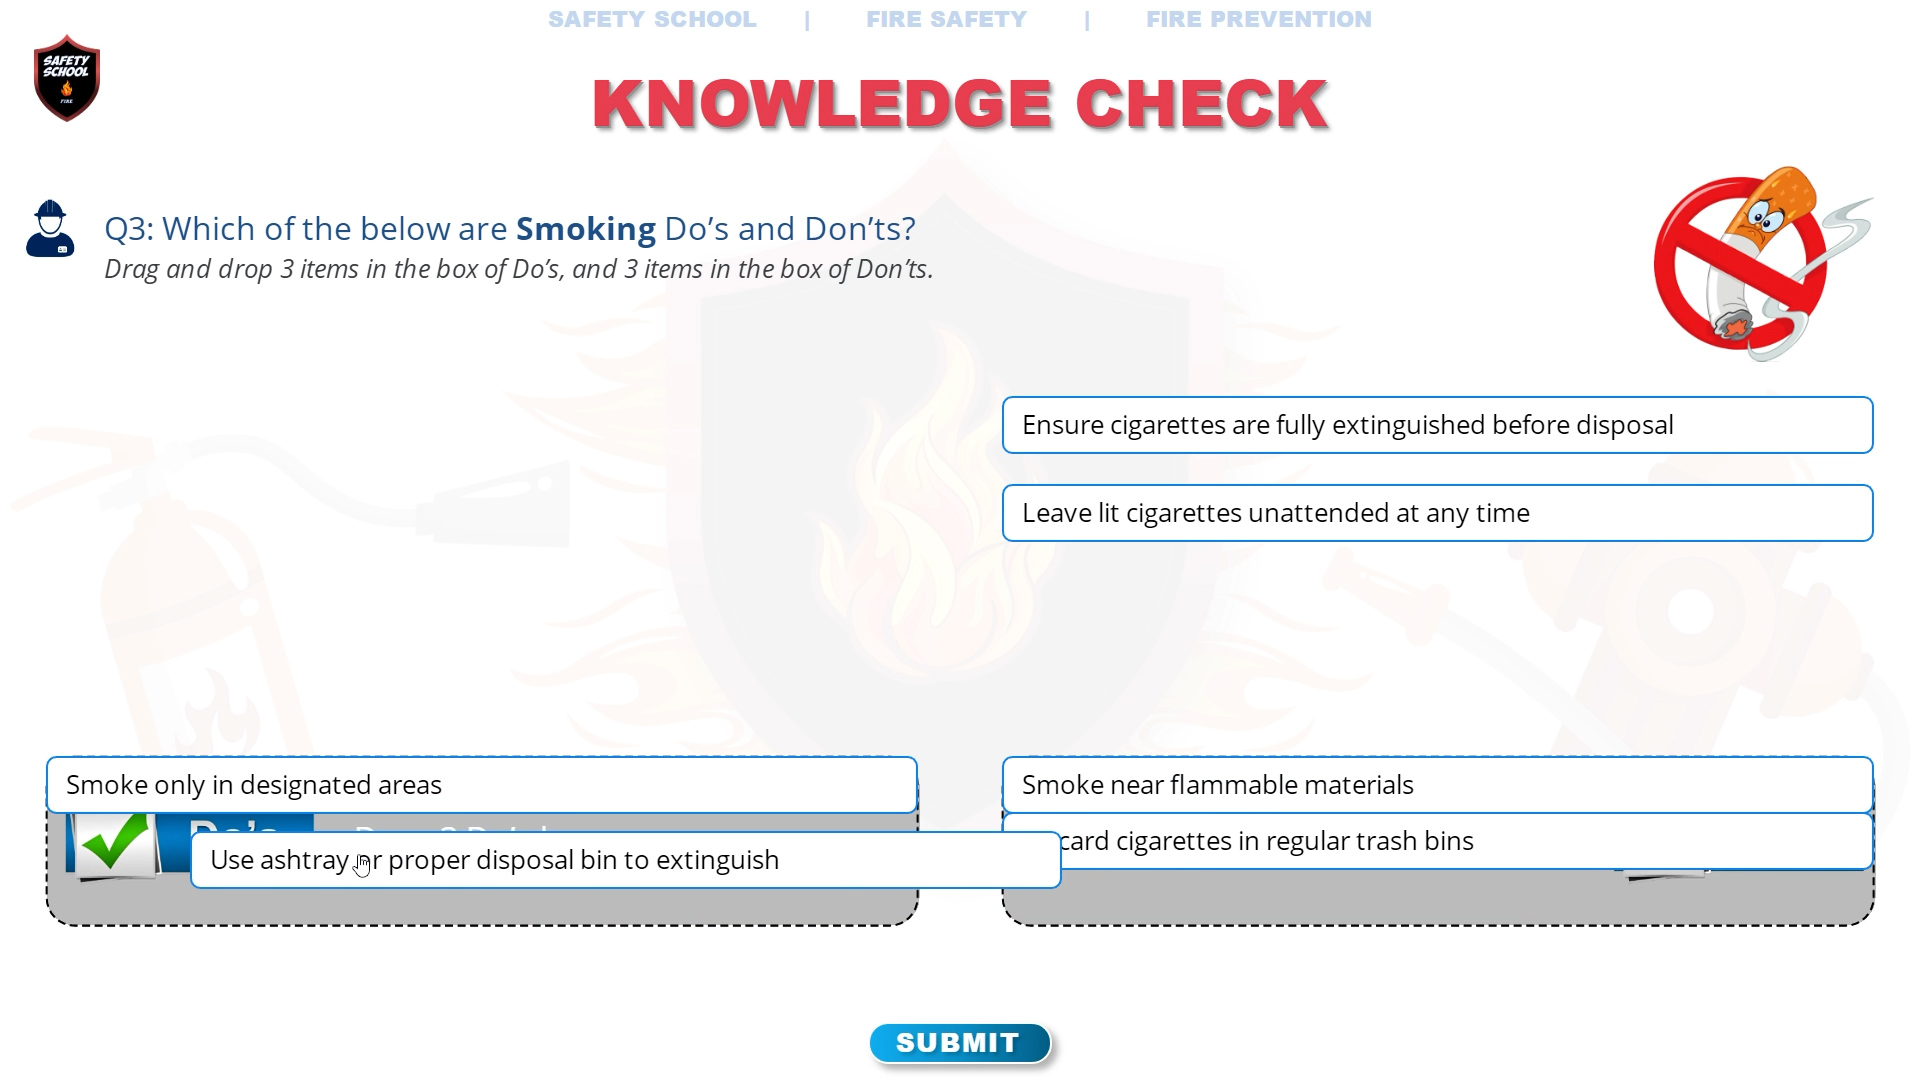 SAFETY SCHOOL | FIRE SAFETY | FIRE PREVENTION
SAFETY
SCHOOL
FIRE
KNOWLEDGE CHECK
Q3: Which of the below are Smoking Do’s and Don’ts?
Drag and drop 3 items in the box of Do’s, and 3 items in the box of Don’ts.
Ensure cigarettes are fully extinguished before disposal
Leave lit cigarettes unattended at any time
Smoke only in designated areas
Smoke near flammable materials
Do’s
Use ashtray or proper disposal bin to extinguish
card cigarettes in regular trash bins
SUBMIT